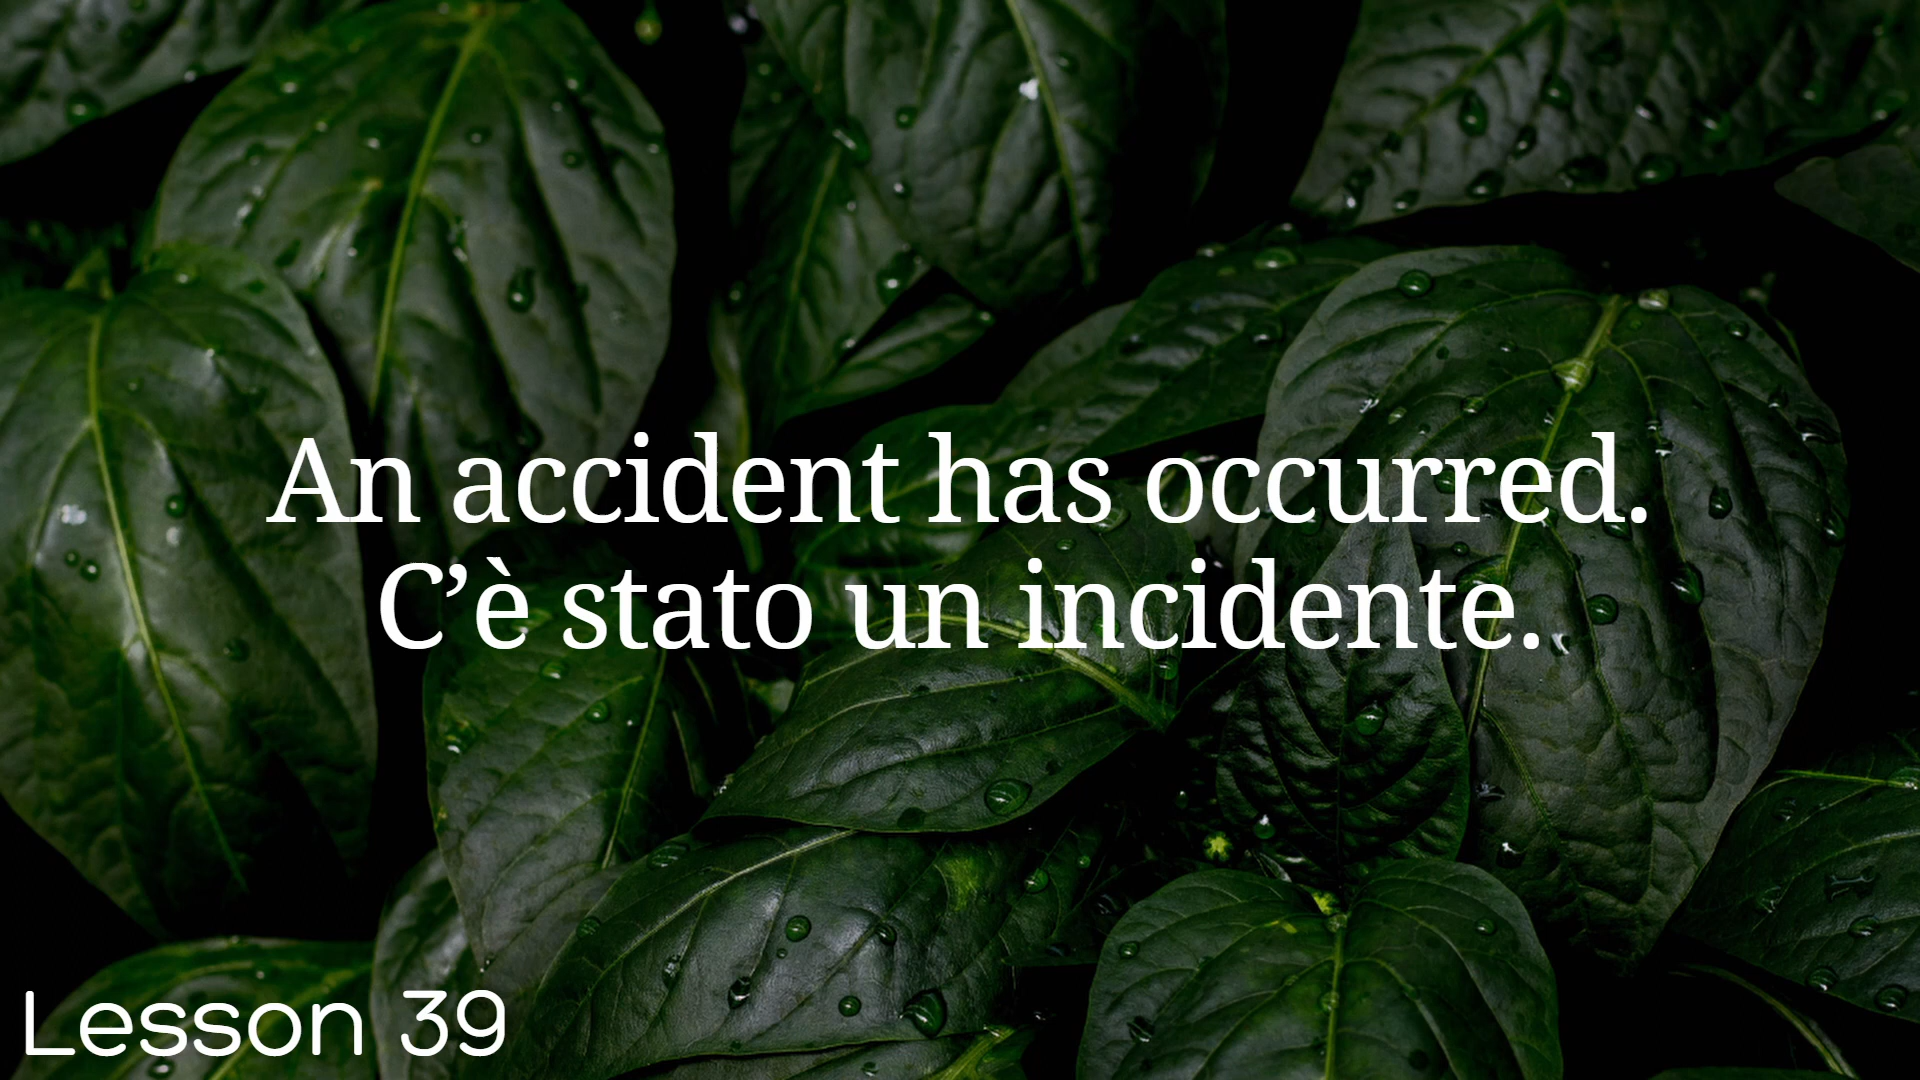 An accident has occurred.
C’è stato un incidente.
Lesson 39